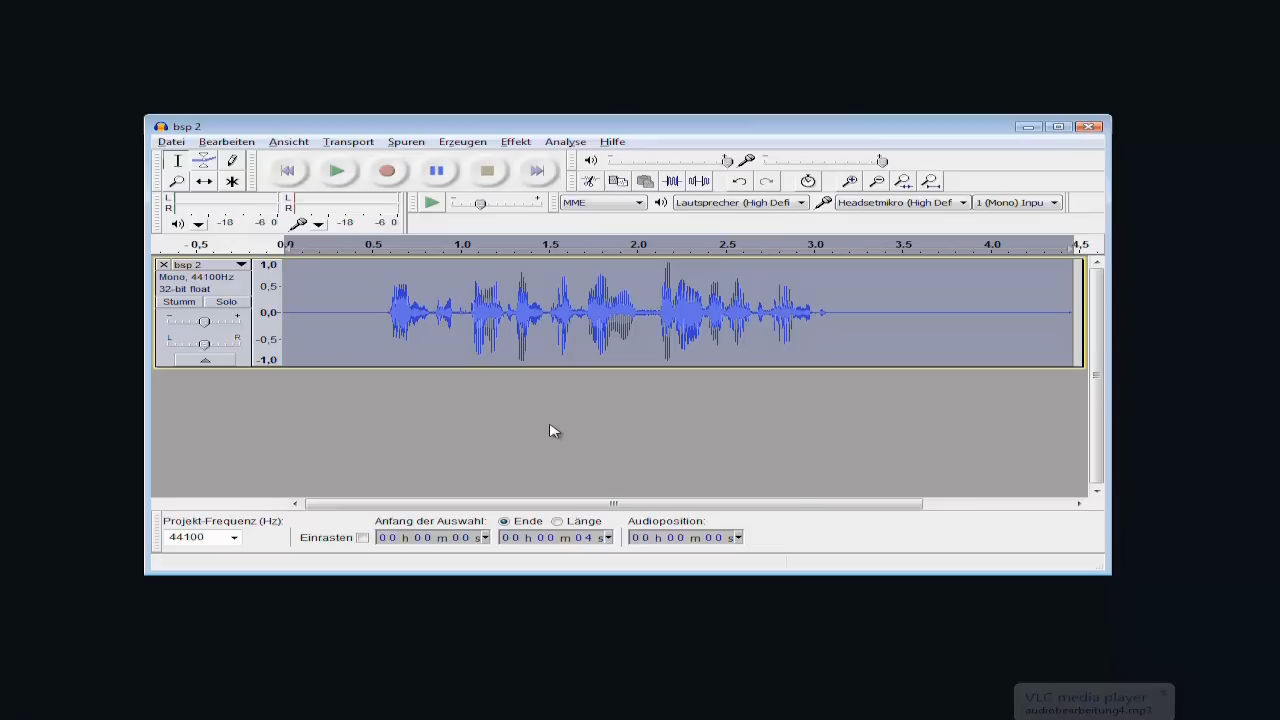 bsp 2
Datei Bearbeiten Ansicht Transport Spuren Erzeugen Effekt Analyse Hilfe
L
R
L
R
-18 -6 0
-18 -6 0
MME
Lautsprecher (High Defi
Headsetmikro (High Def
1 (Mono) Inpu
- 0,5 0,0 0.5 1.0 1.5 2.0 2.5 3.0 3.5 4.0 4,5
bsp 2
Mono, 44100Hz
32-bit float
Stumm Solo
- +
L R
1,0
0,5
0,0
-0,5
-1,0
Projekt-Frequenz (Hz): Anfang der Auswahl: Ende Länge Audioposition:
44100 Einrasten 00 h 00 m 00 s 00 h 00 m 04 s 00 h 00 m 00 s
VLC media player x
audiobearbeitung4.mp3